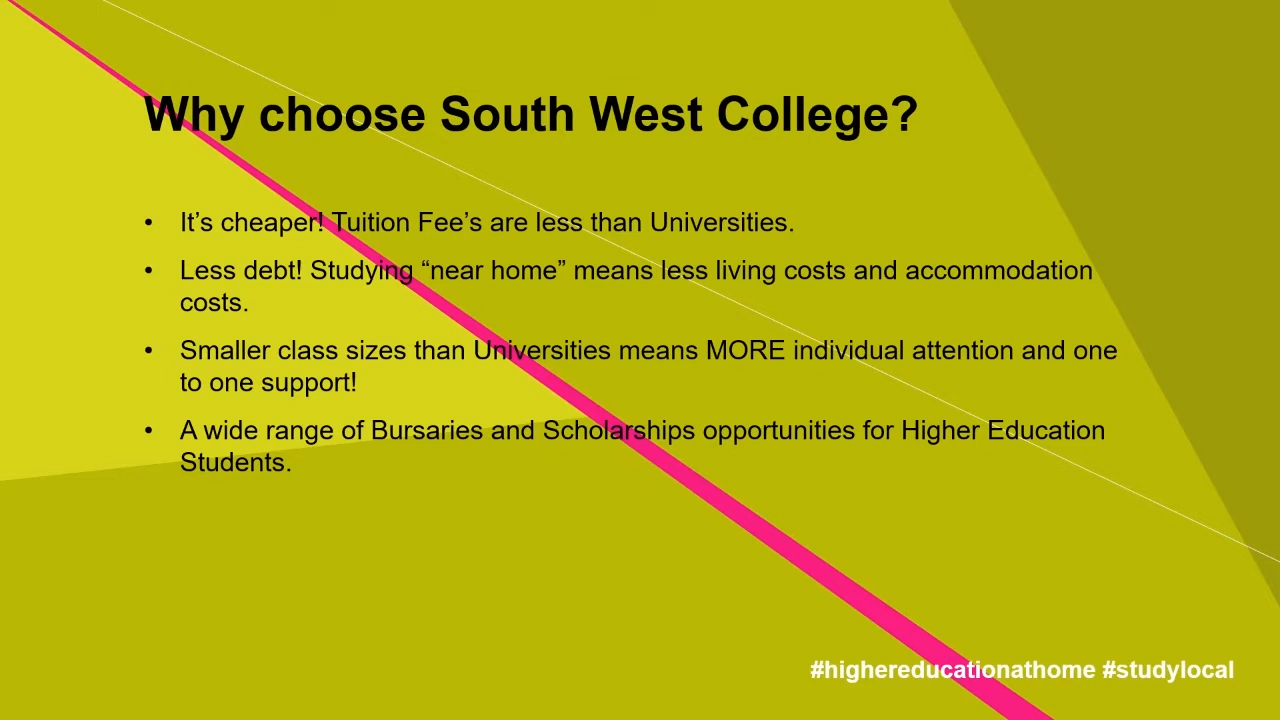 Why choose South West College?
• It’s cheaper! Tuition Fee’s are less than Universities.
• Less debt! Studying “near home” means less living costs and accommodation
costs.
• Smaller class sizes than Universities means MORE individual attention and one
to one support!
• A wide range of Bursaries and Scholarships opportunities for Higher Education
Students.
#highereducationathome #studylocal